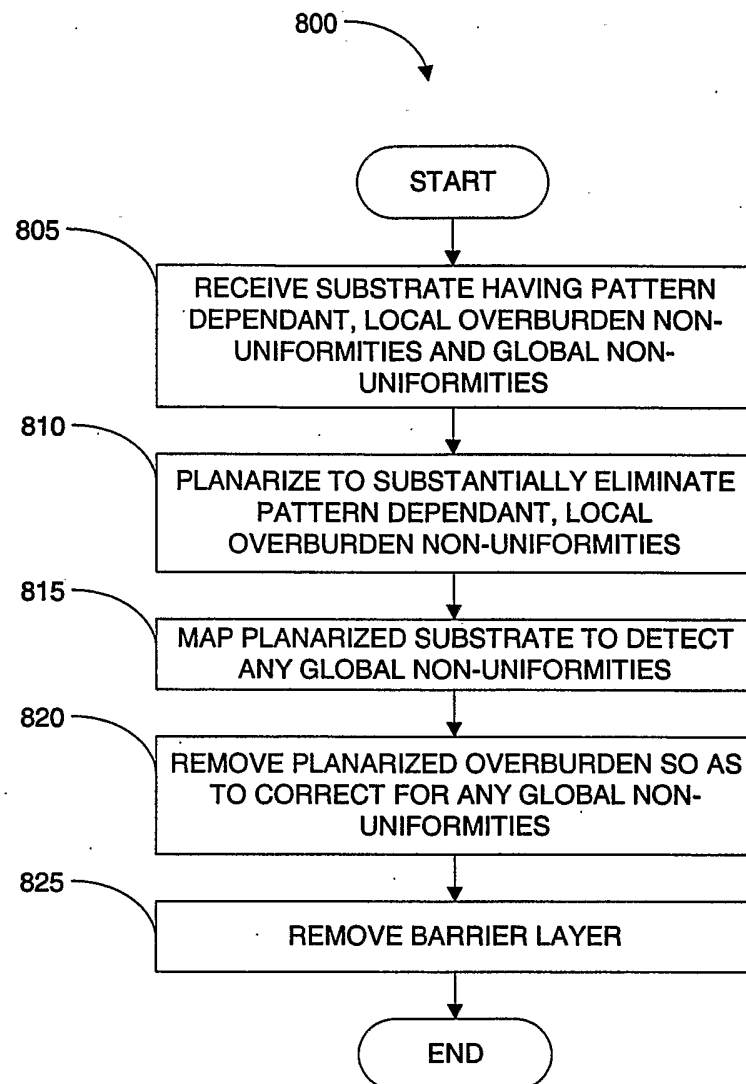 800
START
805
RECEIVE SUBSTRATE HAVING PATTERN
DEPENDANT, LOCAL OVERBURDEN NON-
UNIFORMITIES AND GLOBAL NON-
UNIFORMITIES
810
PLANARIZE TO SUBSTANTIALLY ELIMINATE
PATTERN DEPENDANT, LOCAL
OVERBURDEN NON-UNIFORMITIES
815
MAP PLANARIZED SUBSTRATE TO DETECT
ANY GLOBAL NON-UNIFORMITIES
820
REMOVE PLANARIZED OVERBURDEN SO AS
TO CORRECT FOR ANY GLOBAL NON-
UNIFORMITIES
825
REMOVE BARRIER LAYER
END